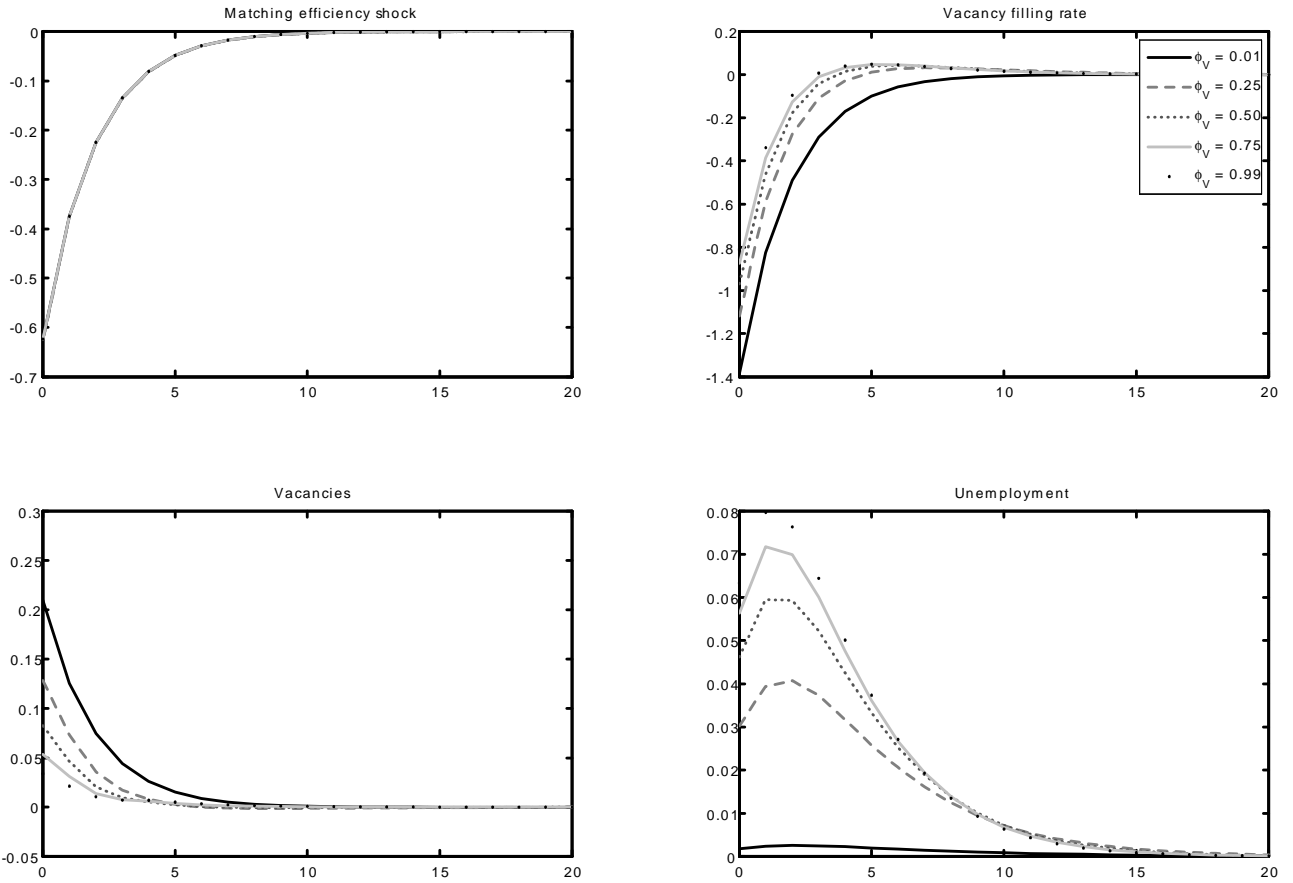 Matching efficiency shock
0
-0.1
-0.2
-0.3
-0.4
-0.5
-0.6
-0.7
0 5 10 15 20
Vacancy filling rate
0.2
0
-0.2
-0.4
-0.6
-0.8
-1
-1.2
-1.4
0 5 10 15 20
ϕV = 0.01
ϕV = 0.25
ϕV = 0.50
ϕV = 0.75
ϕV = 0.99
Vacancies
0.3
0.25
0.2
0.15
0.1
0.05
0
-0.05
0 5 10 15 20
Unemployment
0.08
0.07
0.06
0.05
0.04
0.03
0.02
0.01
0
0 5 10 15 20